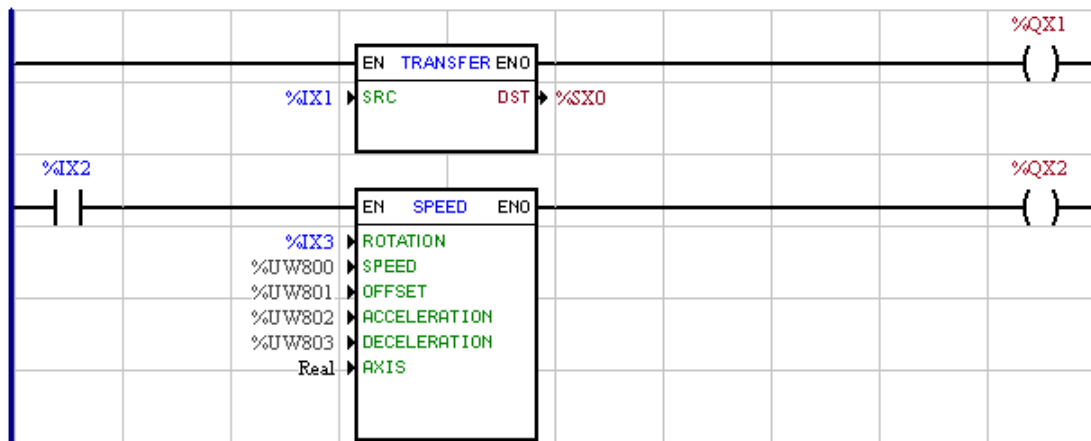 %QX1
EN TRANSFER ENO
%IX1 SRC DST %SX0
%IX2 %QX2
EN SPEED ENO
%IX3 ROTATION
%UW800 SPEED
%UW801 OFFSET
%UW802 ACCELERATION
%UW803 DECELERATION
Real AXIS